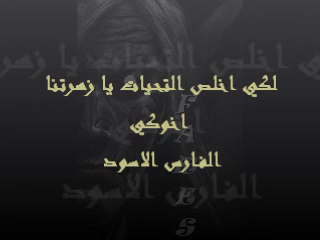 لكي اخلص التحيات يا زهرتنا
اخوكي
الفارس الاسود